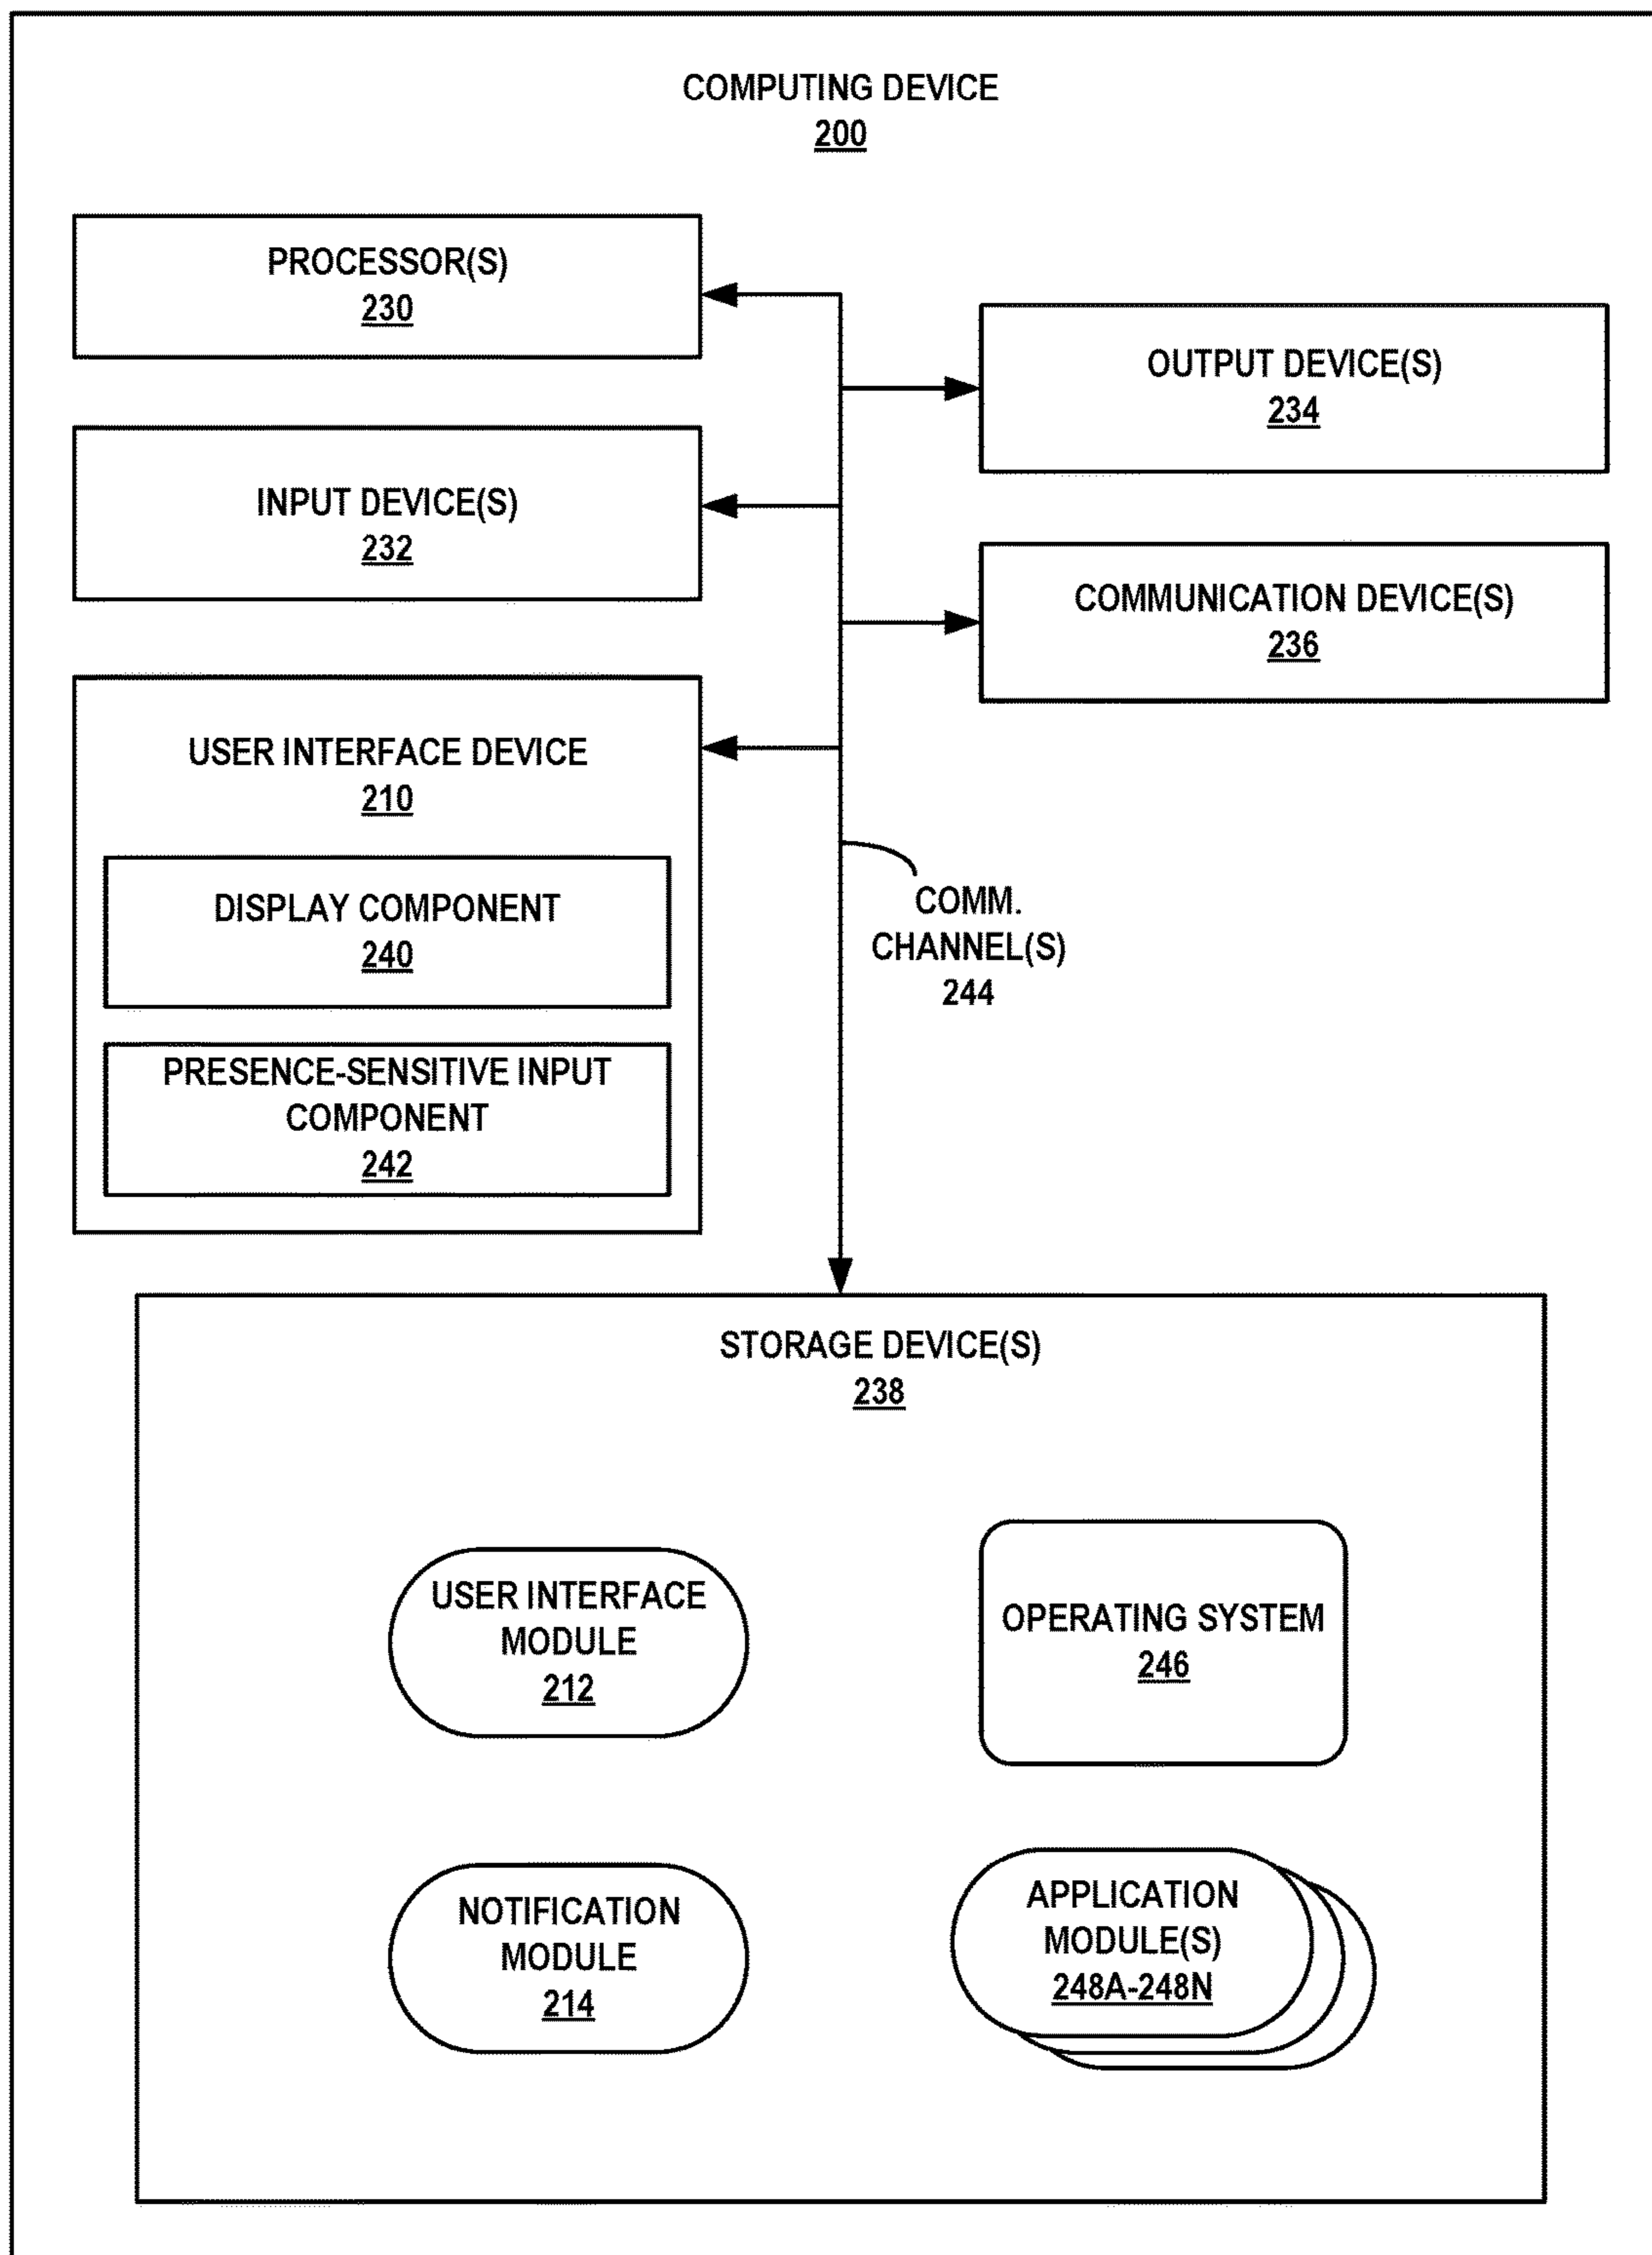 COMPUTING DEVICE
200
PROCESSOR(S)
230
OUTPUT DEVICE(S)
234
INPUT DEVICE(S)
232
COMMUNICATION DEVICE(S)
236
USER INTERFACE DEVICE
210
DISPLAY COMPONENT
240
PRESENCE-SENSITIVE INPUT
COMPONENT
242
COMM.
CHANNEL(S)
244
STORAGE DEVICE(S)
238
USER INTERFACE
MODULE
212
OPERATING SYSTEM
246
NOTIFICATION
MODULE
214
APPLICATION
MODULE(S)
248A-248N